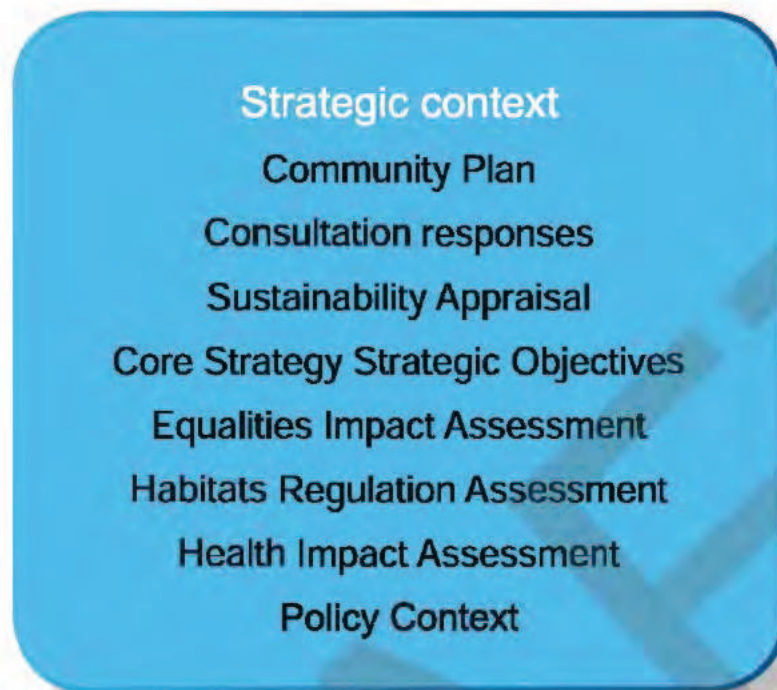 Strategic context
Community Plan
Consultation responses
Sustainability Appraisal
Core Strategy Strategic Objectives
Equalities Impact Assessment
Habitats Regulation Assessment
Health Impact Assessment
Policy Context